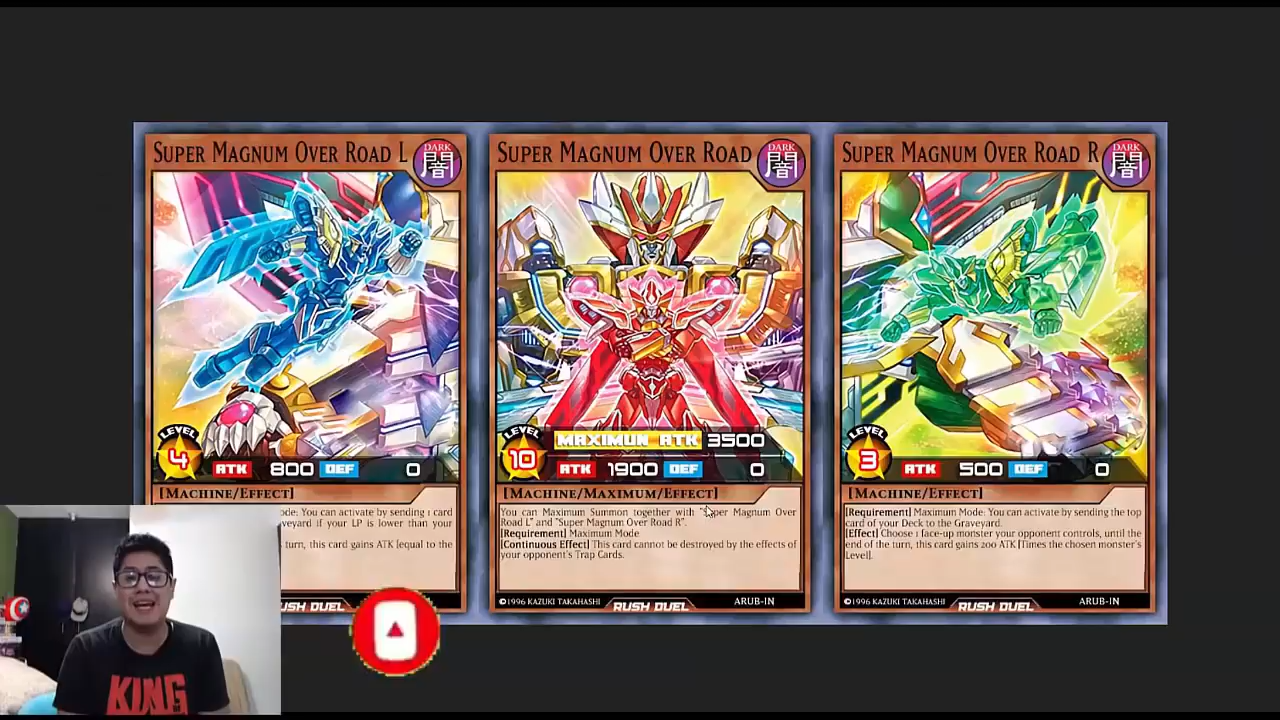 SUPER MAGNUM OVER ROAD L
DARK
闇
LEVEL
4
ATK 800 DEF 0
[MACHINE/EFFECT]
ode: You can activate by sending 1 card
veyard if your LP is lower than your
s turn, this card gains ATK [equal to the
USH DUEL
SUPER MAGNUM OVER ROAD
DARK
闇
MAXIMUN ATK 3500
LEVEL
10
ATK 1900 DEF 0
[MACHINE/MAXIMUM/EFFECT]
You can Maximum Summon together with "Super Magnum Over
Road L" and "Super Magnum Over Road R".
[Requirement] Maximum Mode
[Continuous Effect] This card cannot be destroyed by the effects of
your opponent's Trap Cards.
©1996 KAZUKI TAKAHASHI RUSH DUEL ARUB-IN
SUPER MAGNUM OVER ROAD R
DARK
闇
LEVEL
3
ATK 500 DEF 0
[MACHINE/EFFECT]
[Requirement] Maximum Mode: You can activate by sending the top
card of your Deck to the Graveyard.
[Effect] Choose 1 face-up monster your opponent controls, until the
end of the turn, this card gains 200 ATK [Times the chosen monster's
Level].
©1996 KAZUKI TAKAHASHI RUSH DUEL ARUB-IN
KING